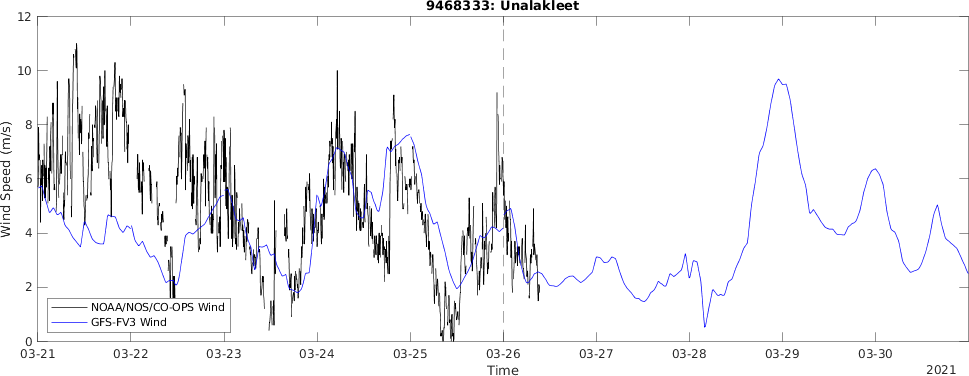 9468333: Unalakleet
Wind Speed (m/s)
12
10
8
6
4
2
0
NOAA/NOS/CO-OPS Wind
GFS-FV3 Wind
03-21 03-22 03-23 03-24 03-25 03-26 03-27 03-28 03-29 03-30
Time
2021